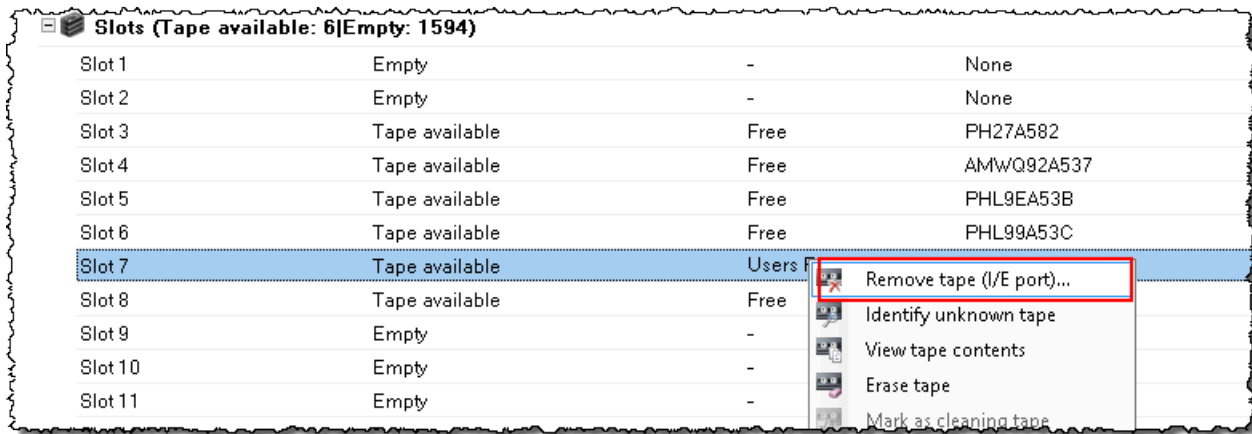 Slots (Tape available: 6|Empty: 1594)
Slot 1 Empty - None
Slot 2 Empty - None
Slot 3 Tape available Free PH27A582
Slot 4 Tape available Free AMWQ92A537
Slot 5 Tape available Free PHL9EA53B
Slot 6 Tape available Free PHL99A53C
Slot 7 Tape available Users
Remove tape (I/E port)...
Slot 8 Tape available Free
Identify unknown tape
Slot 9 Empty -
View tape contents
Slot 10 Empty -
Erase tape
Slot 11 Empty -
Mark as cleaning tape